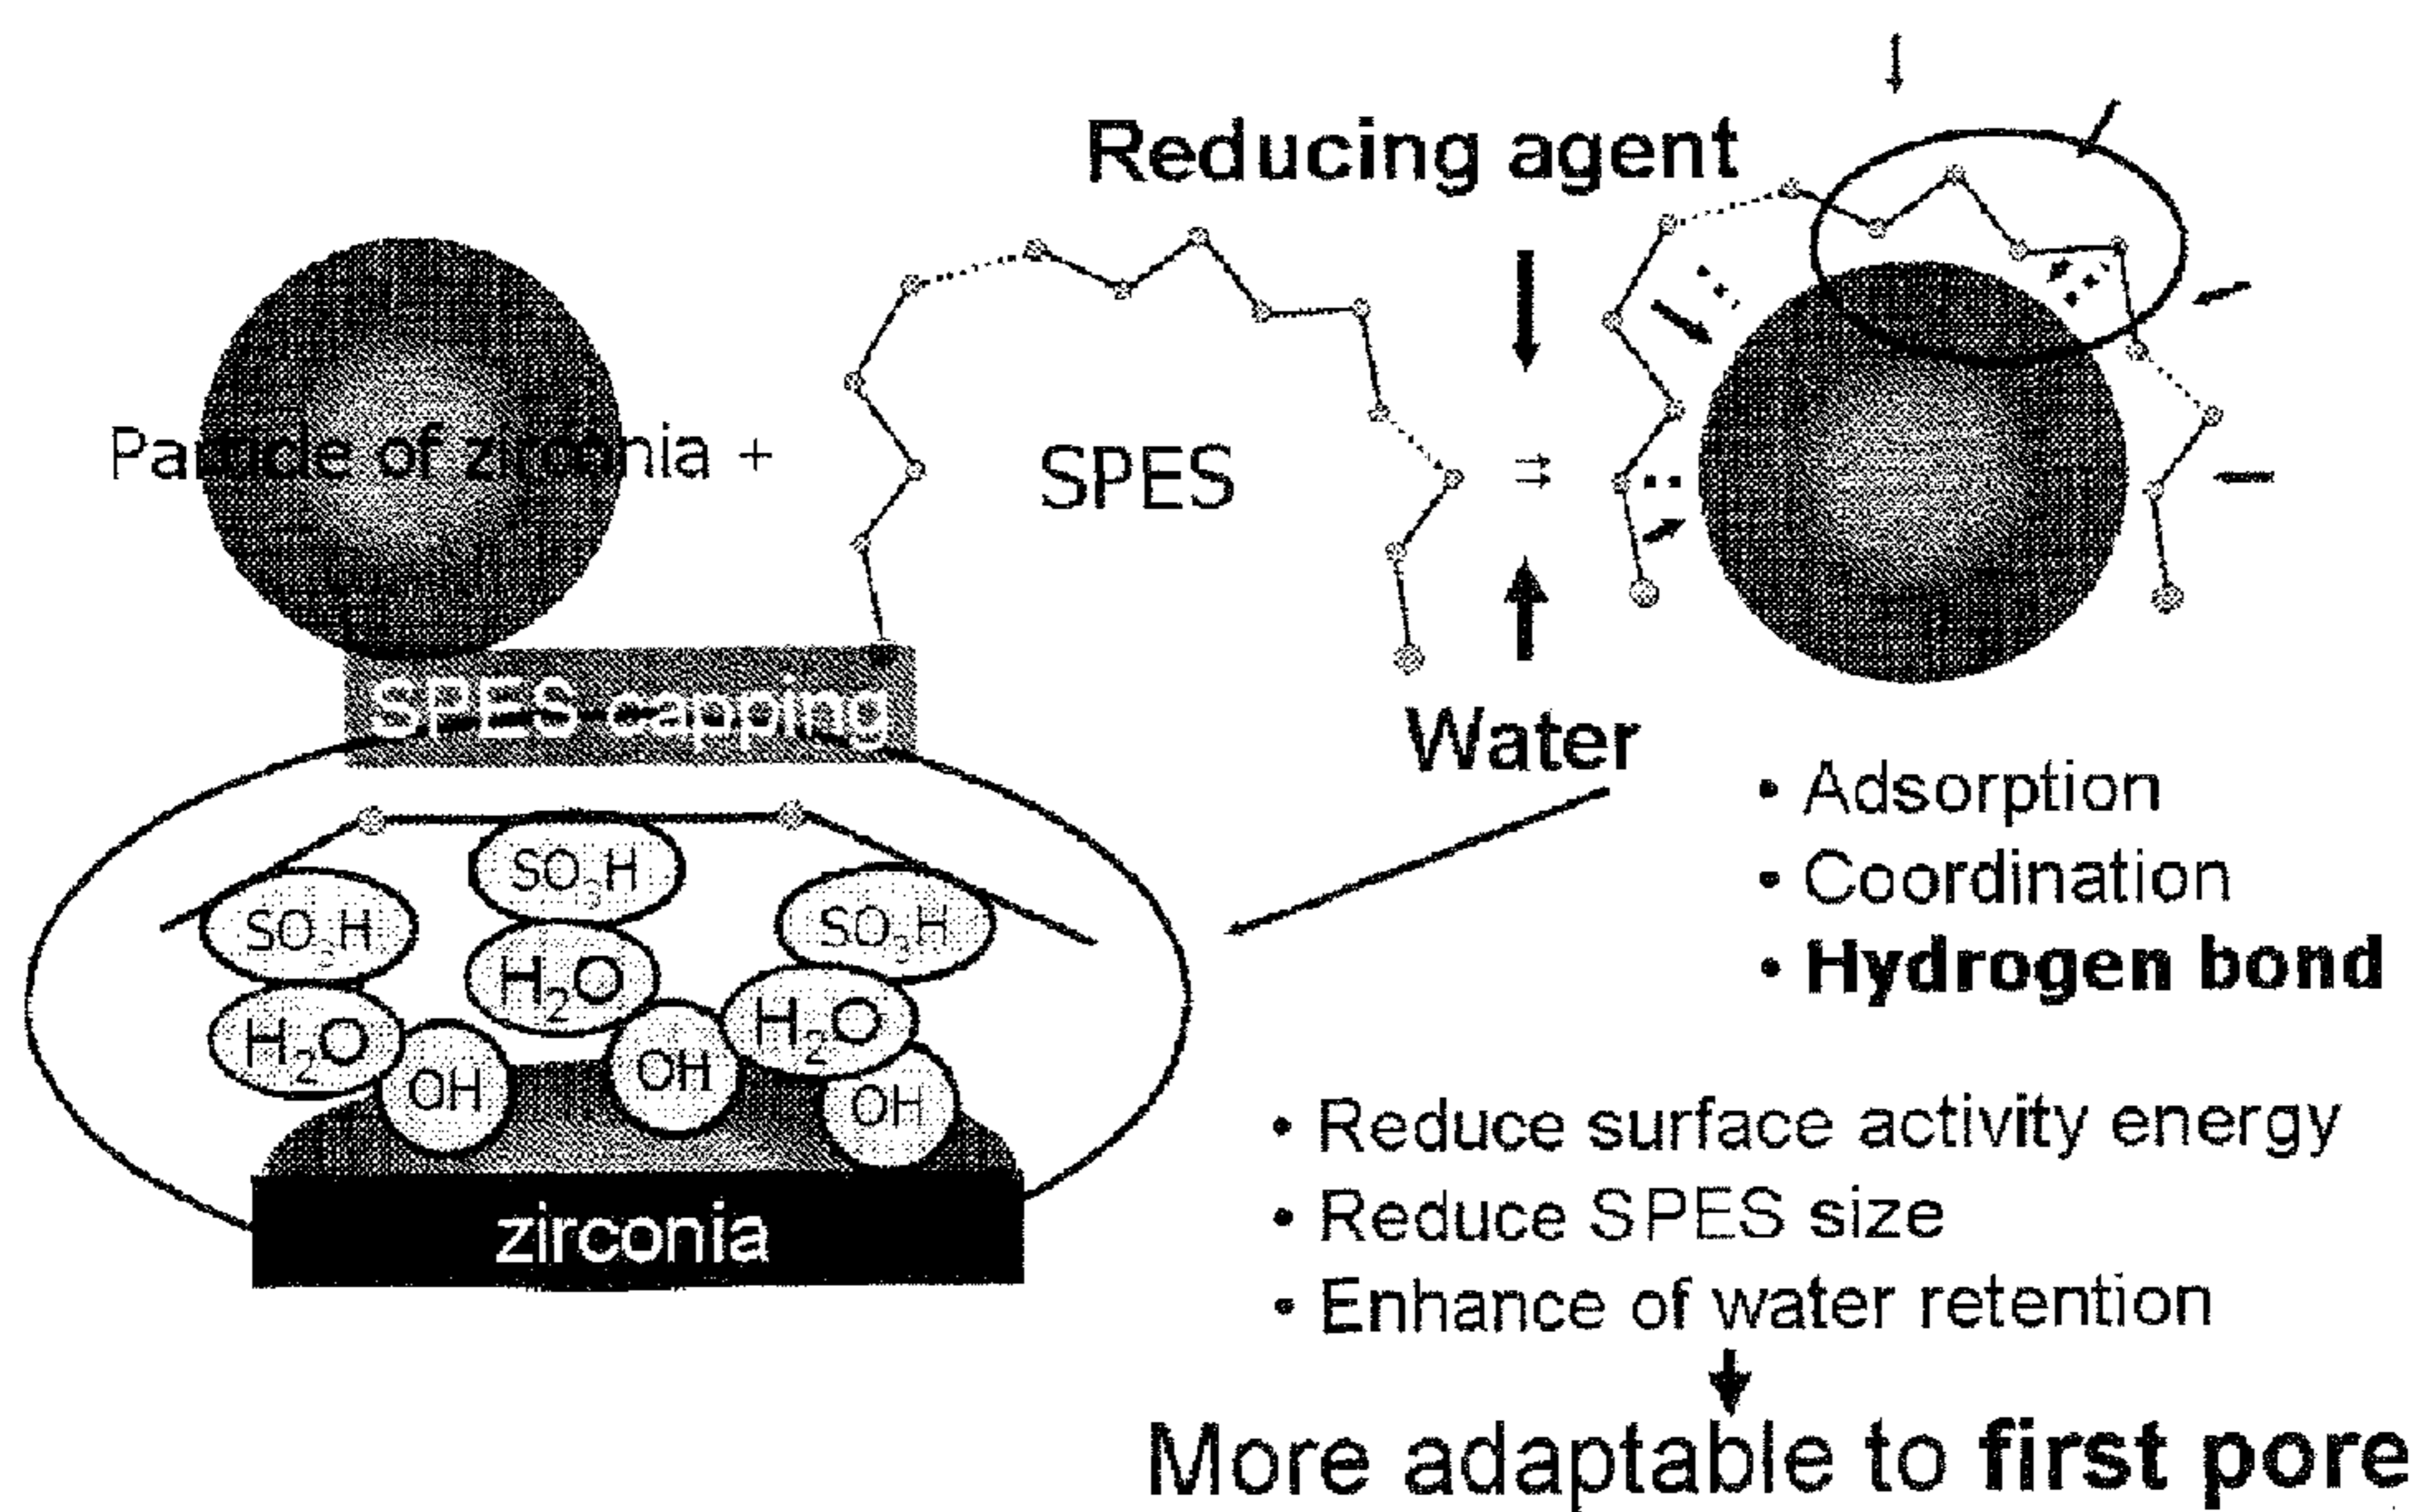 Reducing agent
Particle of zirconia +
SPES
⇉
SPES capping
Water
• Adsorption
• Coordination
• Hydrogen bond
SO₃H
SO₃H
SO₃H
H₂O
H₂O
H₂O
OH
OH
OH
zirconia
• Reduce surface activity energy
• Reduce SPES size
• Enhance of water retention
More adaptable to first pore